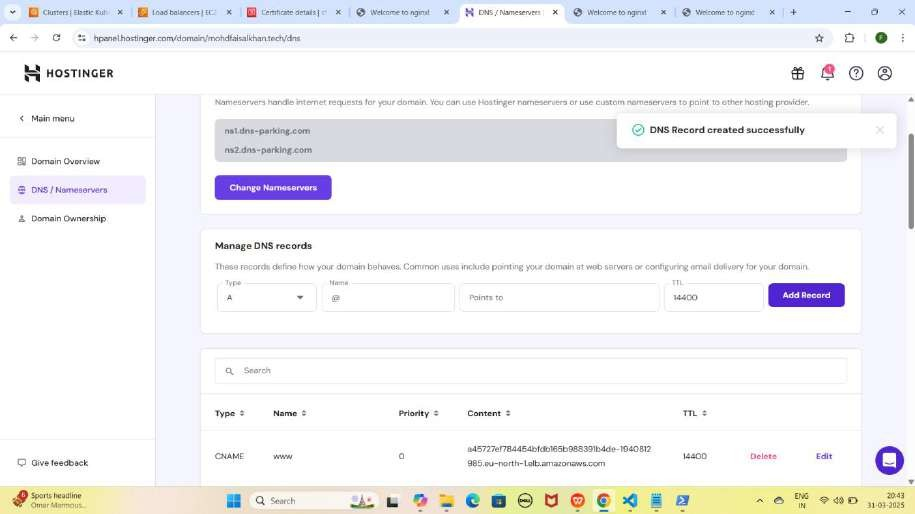 Clusters | Elastic Kub
Load balancers | EC2
Certificate details | cl
Welcome to nginx!
DNS / Nameservers |
Welcome to nginx!
Welcome to nginx!
hpanel.hostinger.com/domain/mohdfaisalkhan.tech/dns
F
HOSTINGER
1
Main menu
Domain Overview
DNS / Nameservers
Domain Ownership
Give feedback
Nameservers handle internet requests for your domain. You can use Hostinger nameservers or use custom nameservers to point to other hosting provider.
DNS Record created successfully
ns1.dns-parking.com
ns2.dns-parking.com
Change Nameservers
Manage DNS records
These records define how your domain behaves. Common uses include pointing your domain at web servers or configuring email delivery for your domain.
Type Name TTL
A @ Points to 14400 Add Record
Search
Type Name Priority Content TTL
CNAME www 0 a45727ef784454bfdb165b988391b4de-1940812
985.eu-north-1.elb.amazonaws.com 14400 Delete Edit
6
Sports headline
Omar Marmous...
Search
DELL
ENG
IN
20:43
31-03-2025